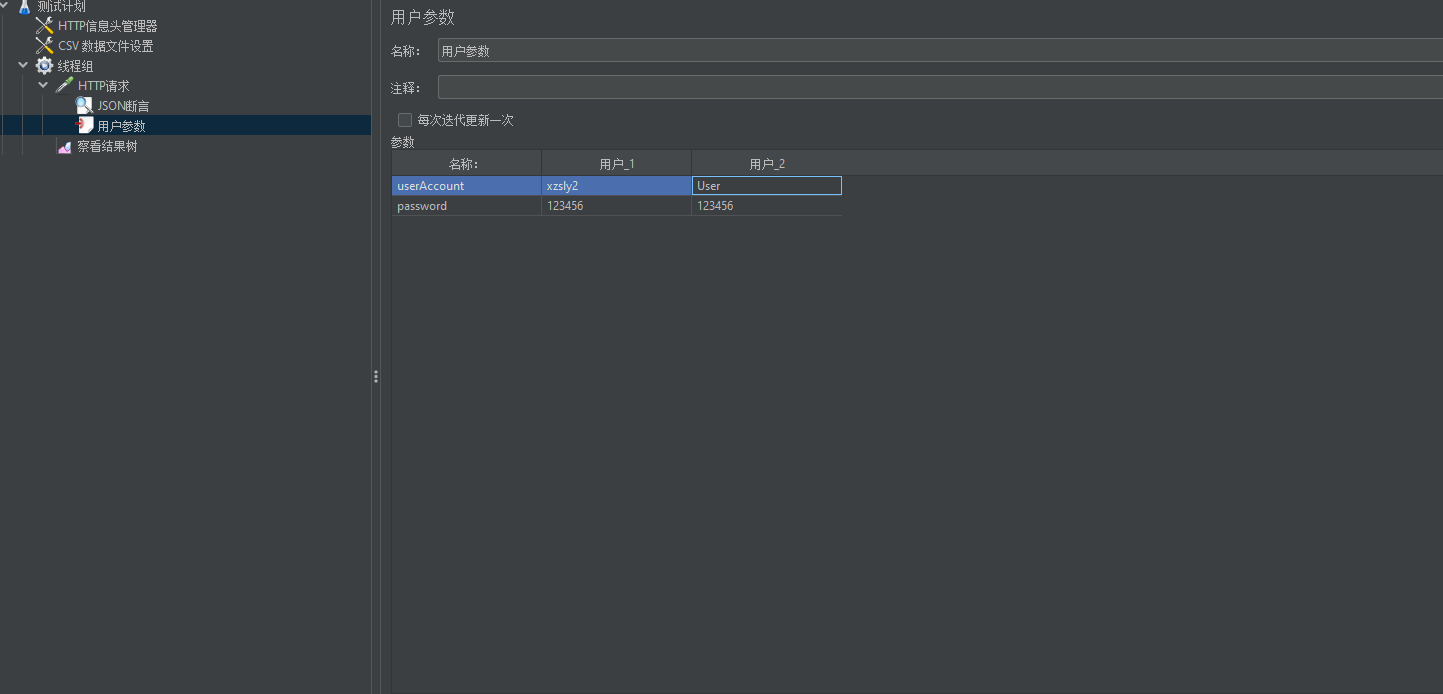 测试计划
HTTP信息头管理器
CSV 数据文件设置
线程组
HTTP请求
JSON断言
用户参数
察看结果树
用户参数
名称： 用户参数
注释：
每次迭代更新一次
参数
名称： 用户_1 用户_2
userAccount xzsly2 User
password 123456 123456